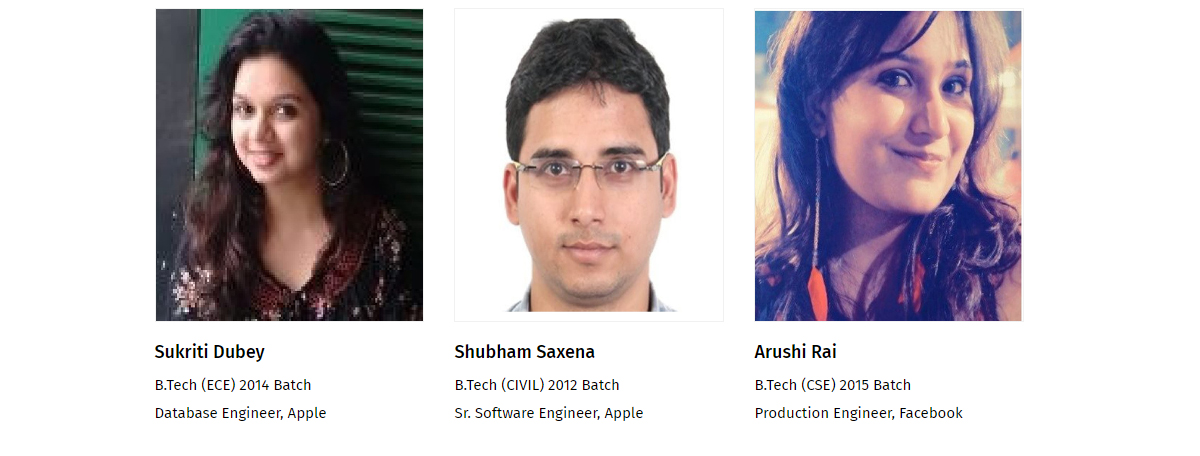 Sukriti Dubey
B.Tech (ECE) 2014 Batch
Database Engineer, Apple
Shubham Saxena
B.Tech (CIVIL) 2012 Batch
Sr. Software Engineer, Apple
Arushi Rai
B.Tech (CSE) 2015 Batch
Production Engineer, Facebook